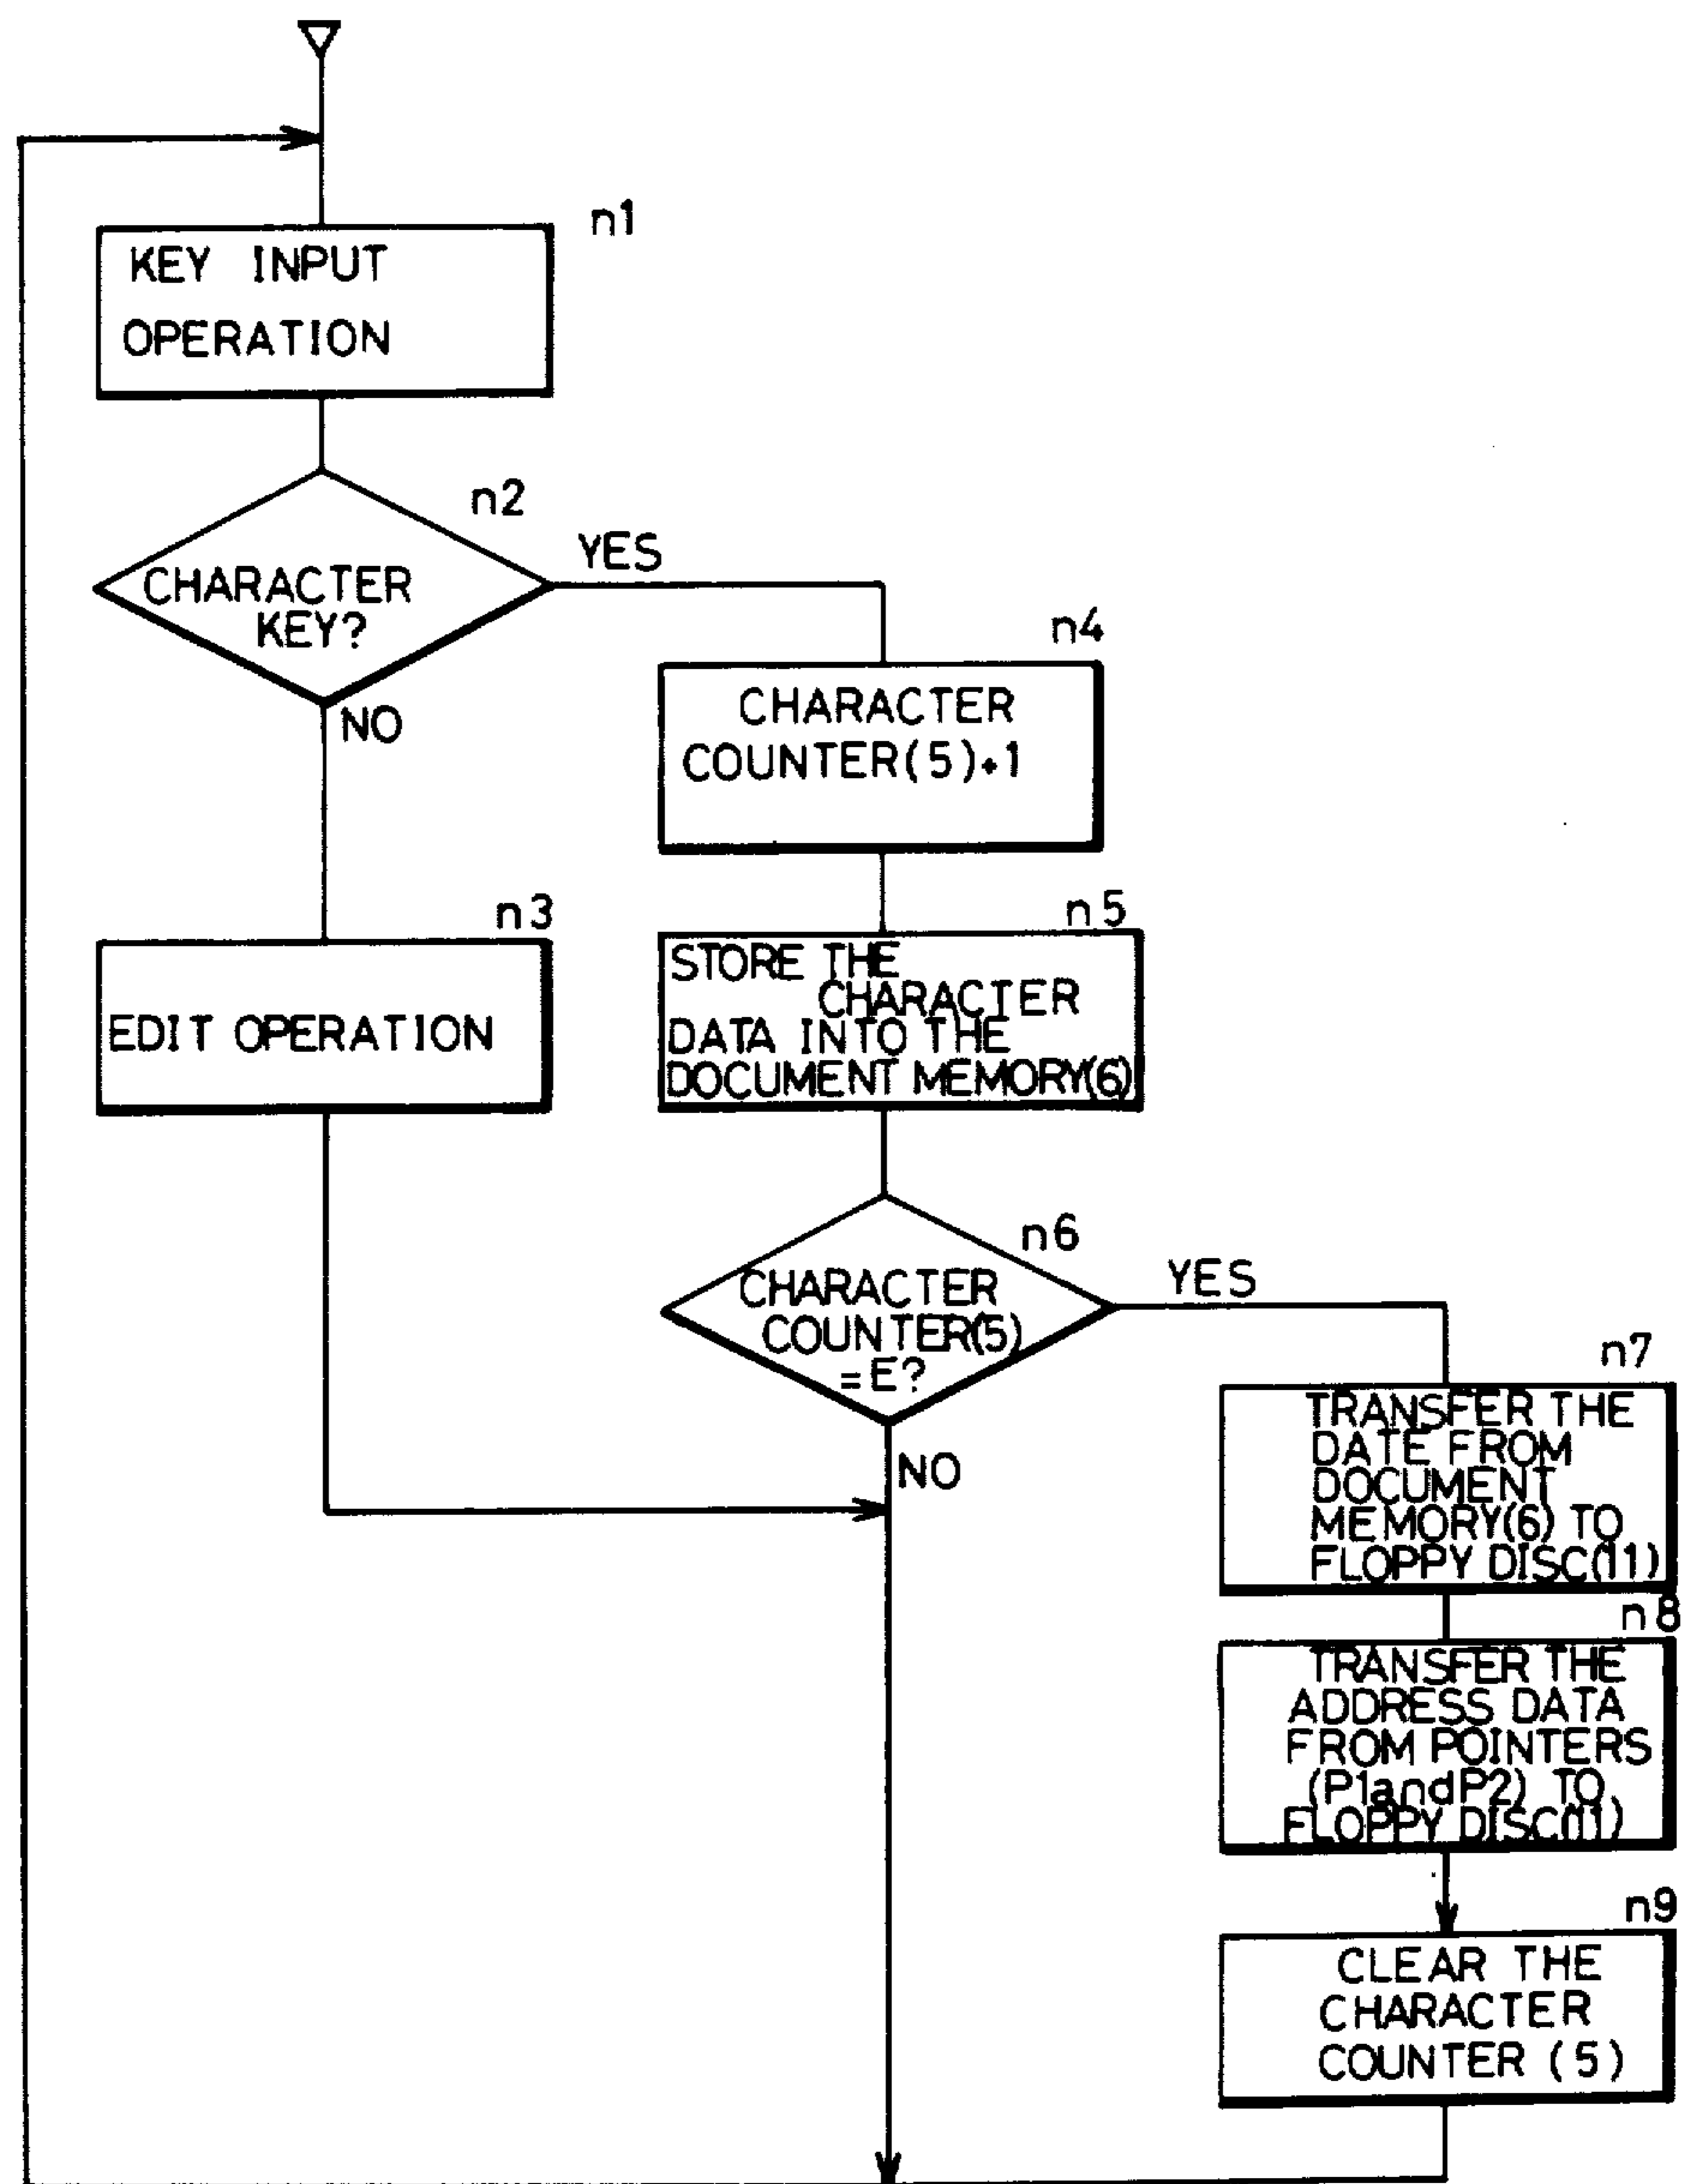 n1
KEY INPUT
OPERATION
n2
CHARACTER
KEY?
YES
NO
n3
EDIT OPERATION
n4
CHARACTER
COUNTER(5)+1
n5
STORE THE
CHARACTER
DATA INTO THE
DOCUMENT MEMORY(6)
n6
CHARACTER
COUNTER(5)
=E?
YES
NO
n7
TRANSFER THE
DATE FROM
DOCUMENT
MEMORY(6) TO
FLOPPY DISC(11)
n8
TRANSFER THE
ADDRESS DATA
FROM POINTERS
(P1andP2) TO
FLOPPY DISC(11)
n9
CLEAR THE
CHARACTER
COUNTER (5)